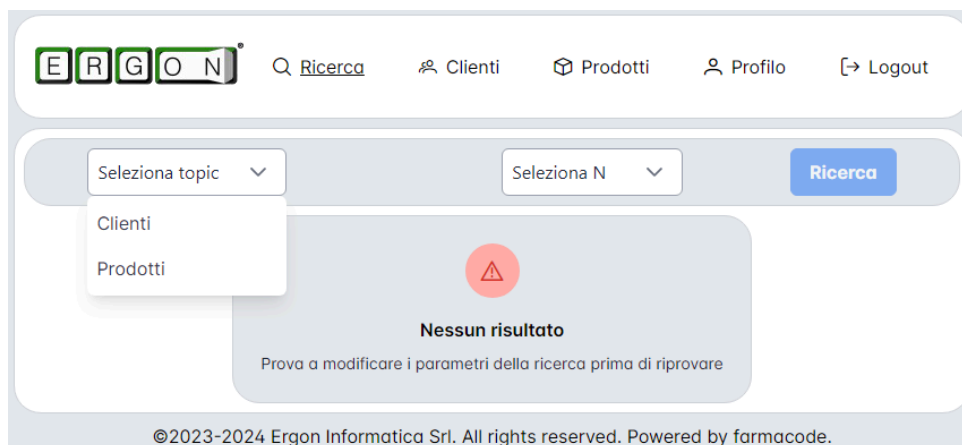 ERGON®
Ricerca
Clienti
Prodotti
Profilo
Logout
Seleziona topic
Seleziona N
Ricerca
Clienti
Prodotti
Nessun risultato
Prova a modificare i parametri della ricerca prima di riprovare
©2023-2024 Ergon Informatica Srl. All rights reserved. Powered by farmacode.